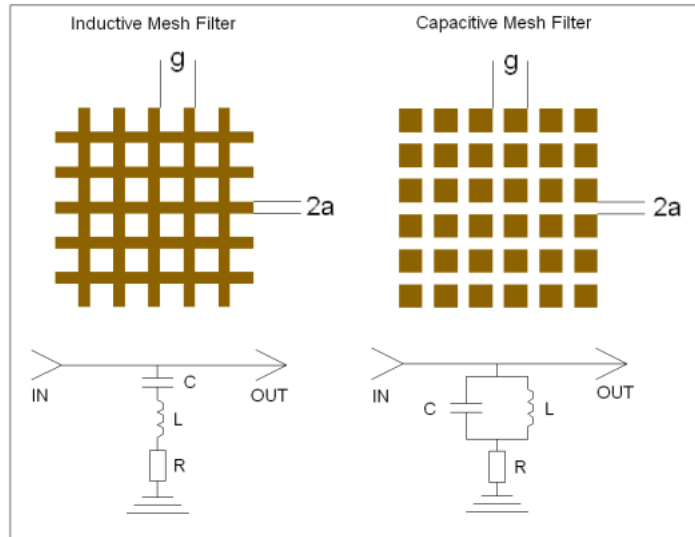 Inductive Mesh Filter
Capacitive Mesh Filter
g
g
2a
2a
IN
C
L
R
OUT
IN
C
L
R
OUT